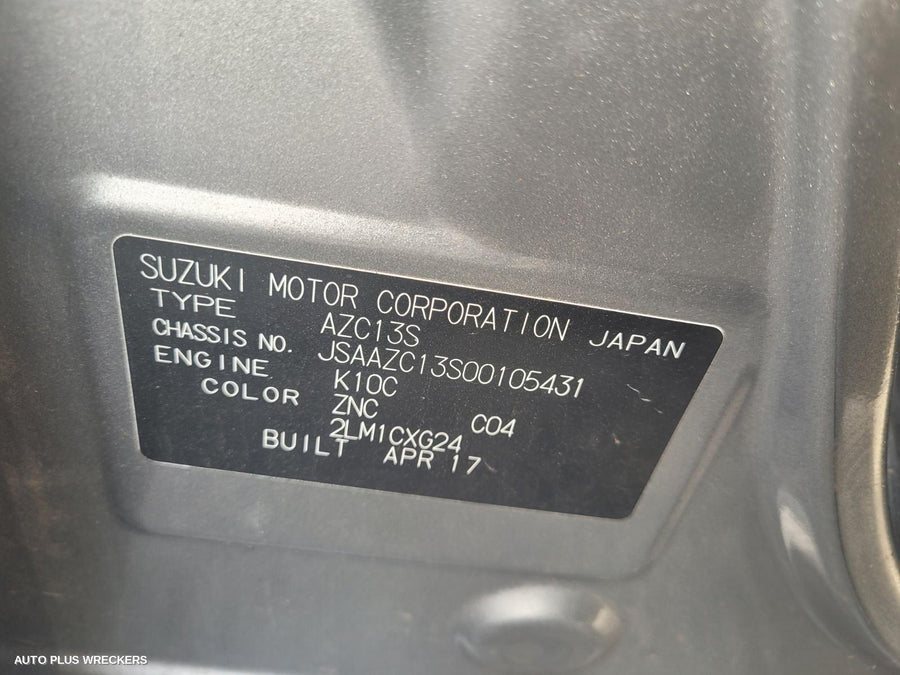 SUZUKI MOTOR CORPORATION JAPAN
TYPE AZC13S
CHASSIS NO. JSAAZC13S00105431
ENGINE K10C
COLOR ZNC C04
2LM1CXG24
BUILT APR 17
AUTO PLUS WRECKERS